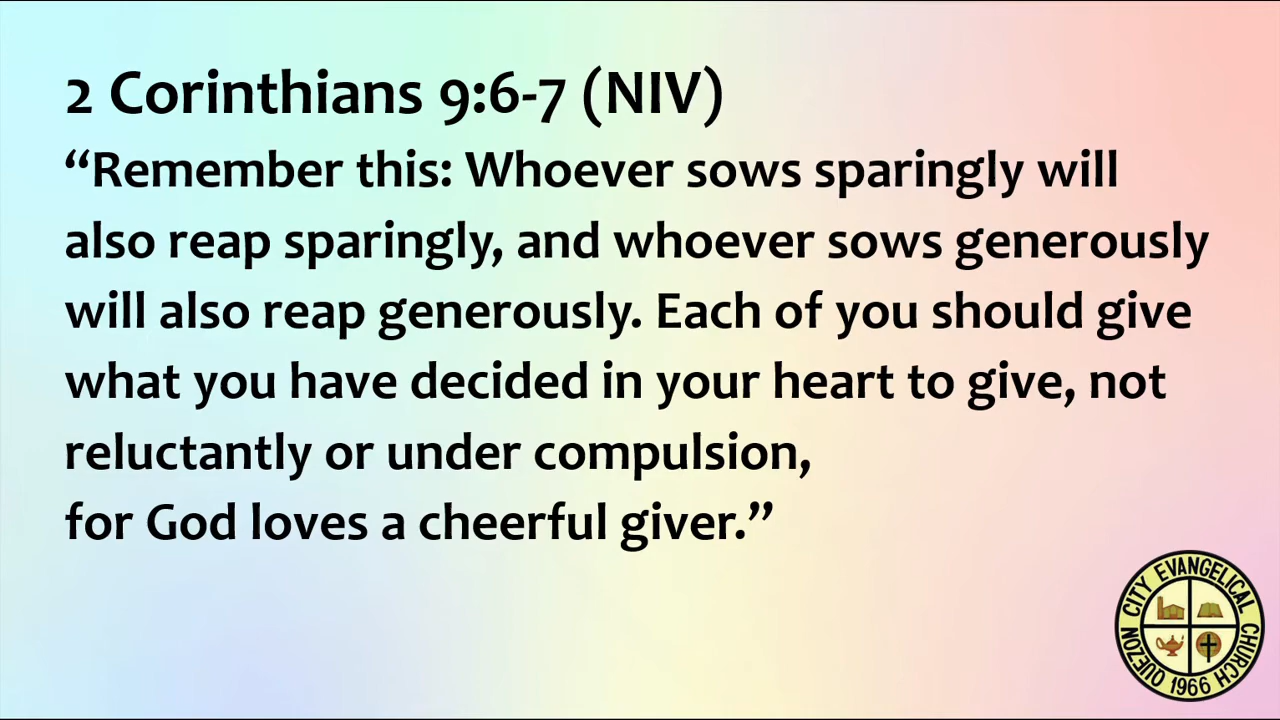 2 Corinthians 9:6-7 (NIV)
“Remember this: Whoever sows sparingly will
also reap sparingly, and whoever sows generously
will also reap generously. Each of you should give
what you have decided in your heart to give, not
reluctantly or under compulsion,
for God loves a cheerful giver.”
QUEZON CITY EVANGELICAL CHURCH
1966